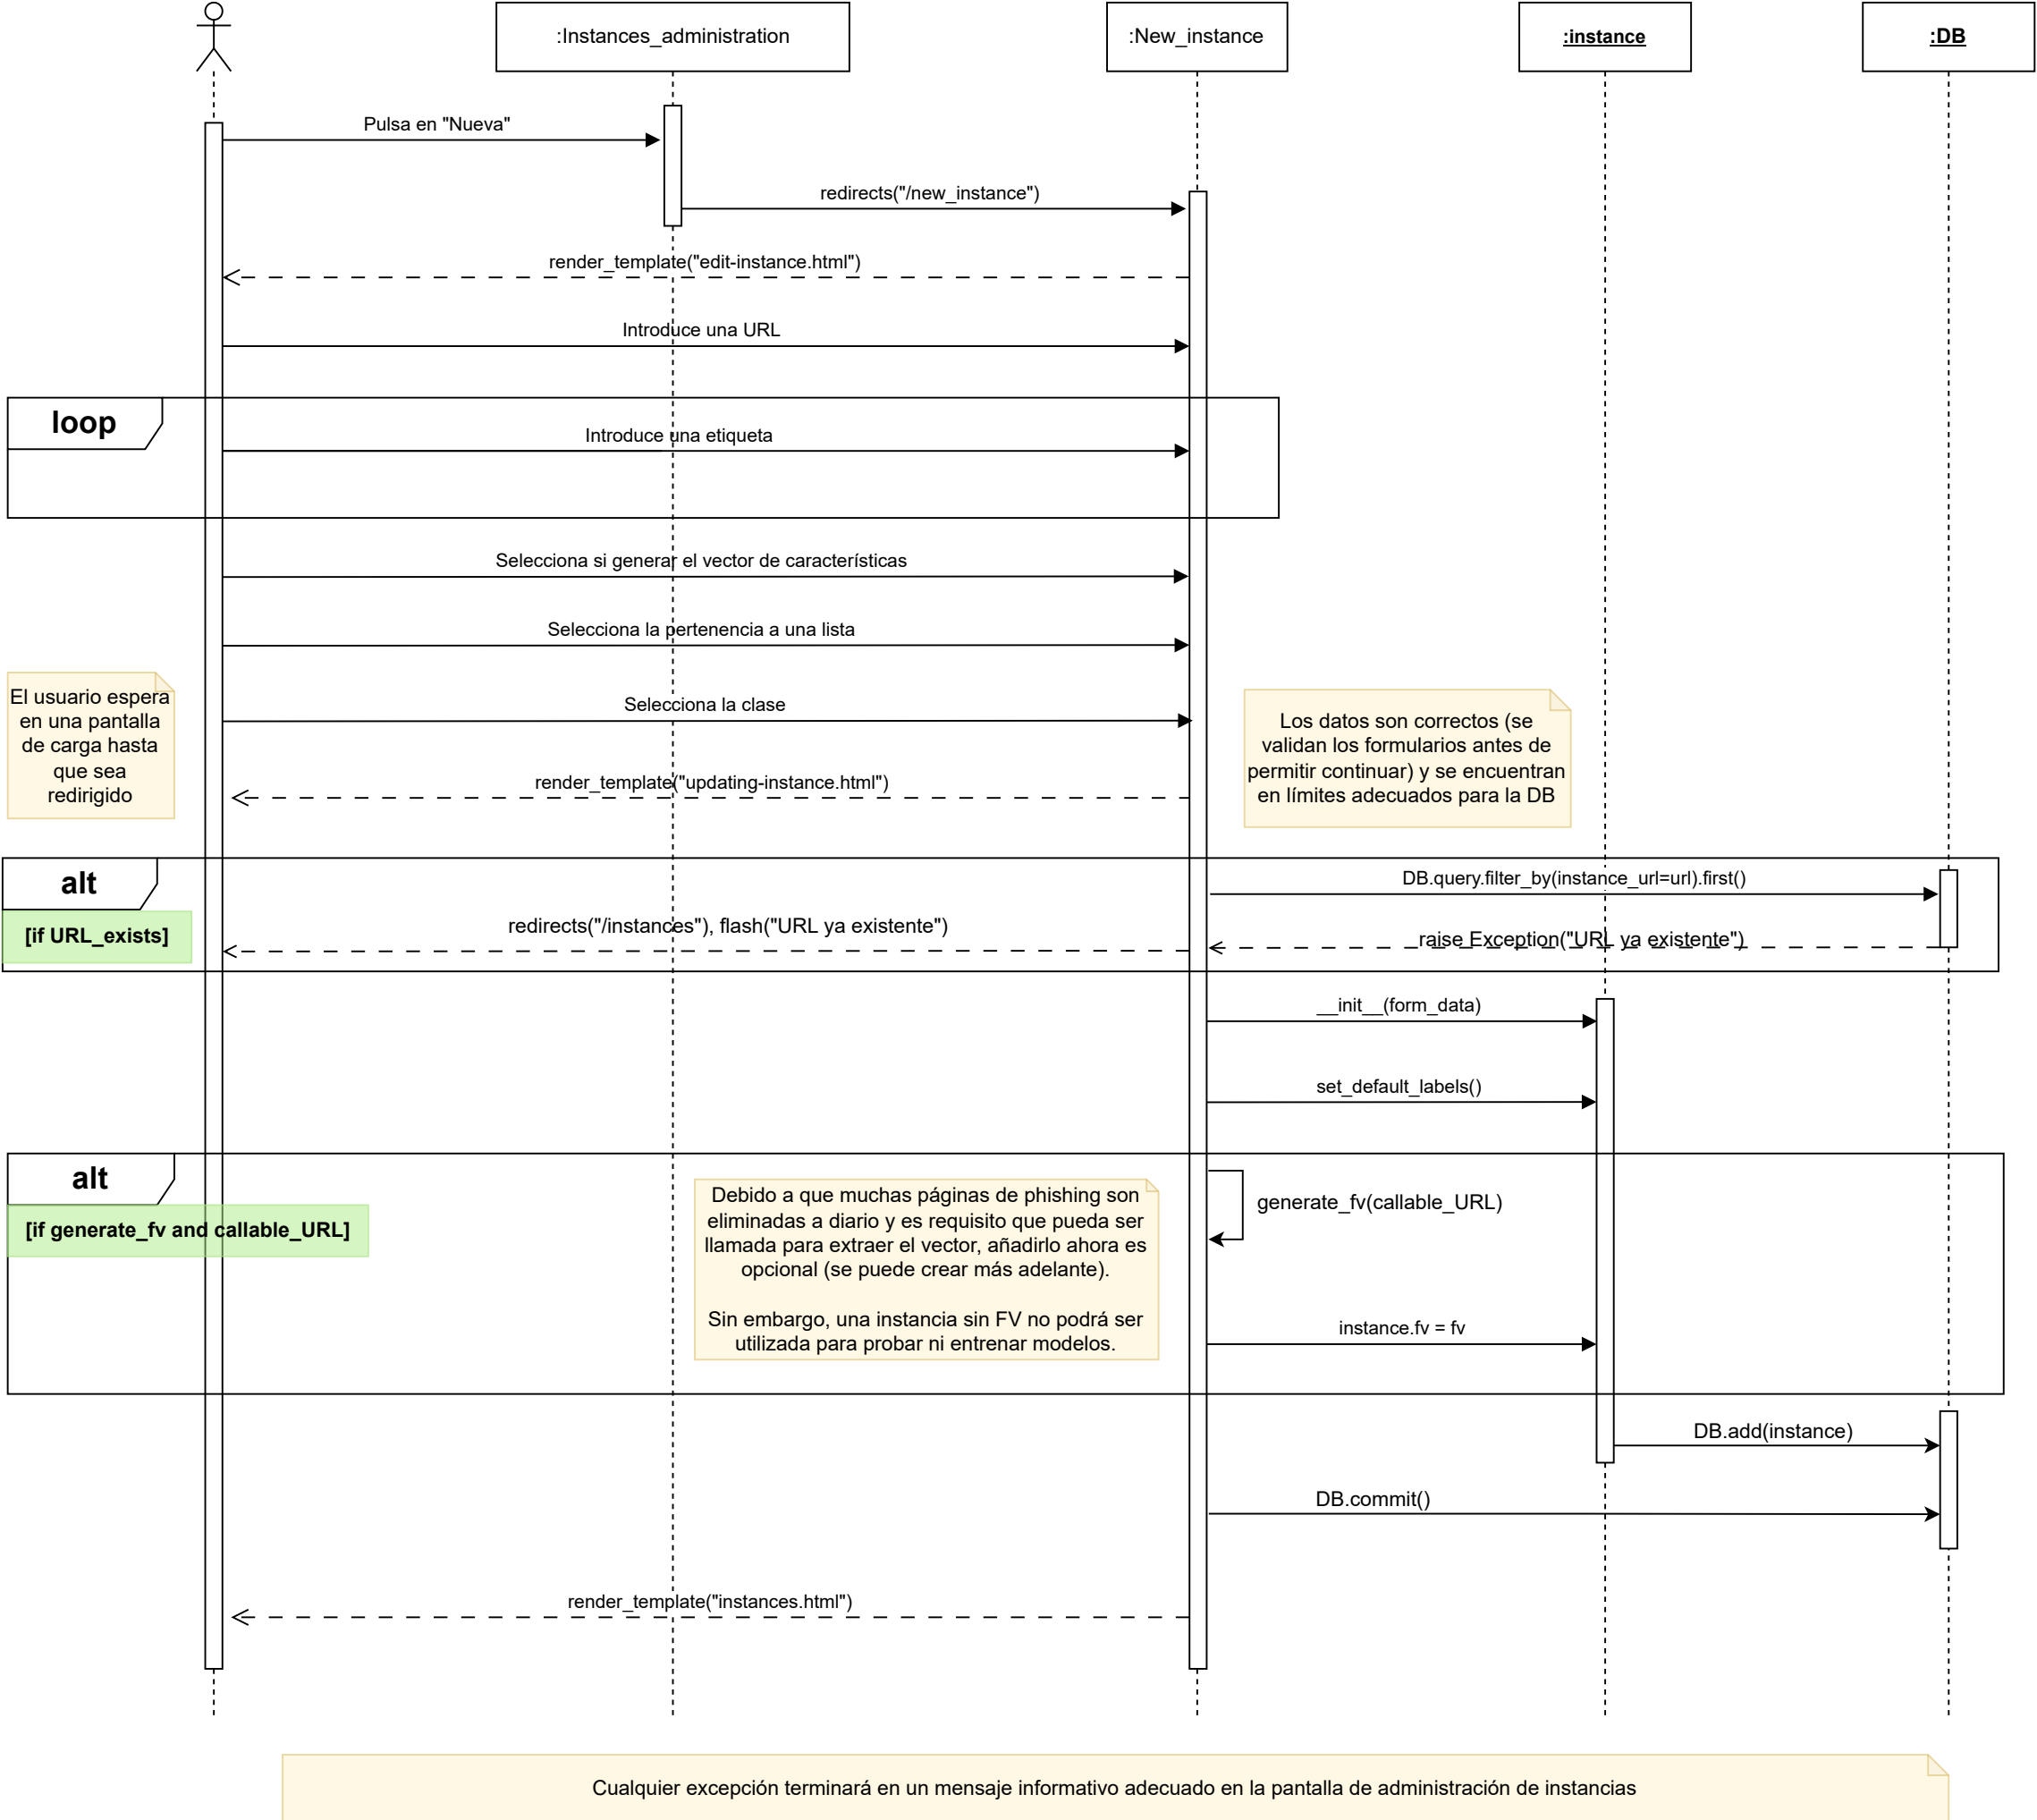 :Instances_administration
:New_instance
:instance
:DB
Pulsa en "Nueva"
redirects("/new_instance")
render_template("edit-instance.html")
Introduce una URL
loop
Introduce una etiqueta
Selecciona si generar el vector de características
Selecciona la pertenencia a una lista
El usuario espera
en una pantalla
de carga hasta
que sea
redirigido
Selecciona la clase
Los datos son correctos (se
validan los formularios antes de
permitir continuar) y se encuentran
en límites adecuados para la DB
render_template("updating-instance.html")
alt
DB.query.filter_by(instance_url=url).first()
[if URL_exists]
redirects("/instances"), flash("URL ya existente")
raise Exception("URL ya existente")
__init__(form_data)
set_default_labels()
alt
[if generate_fv and callable_URL]
Debido a que muchas páginas de phishing son
eliminadas a diario y es requisito que pueda ser
llamada para extraer el vector, añadirlo ahora es
opcional (se puede crear más adelante).
Sin embargo, una instancia sin FV no podrá ser
utilizada para probar ni entrenar modelos.
generate_fv(callable_URL)
instance.fv = fv
DB.add(instance)
DB.commit()
render_template("instances.html")
Cualquier excepción terminará en un mensaje informativo adecuado en la pantalla de administración de instancias